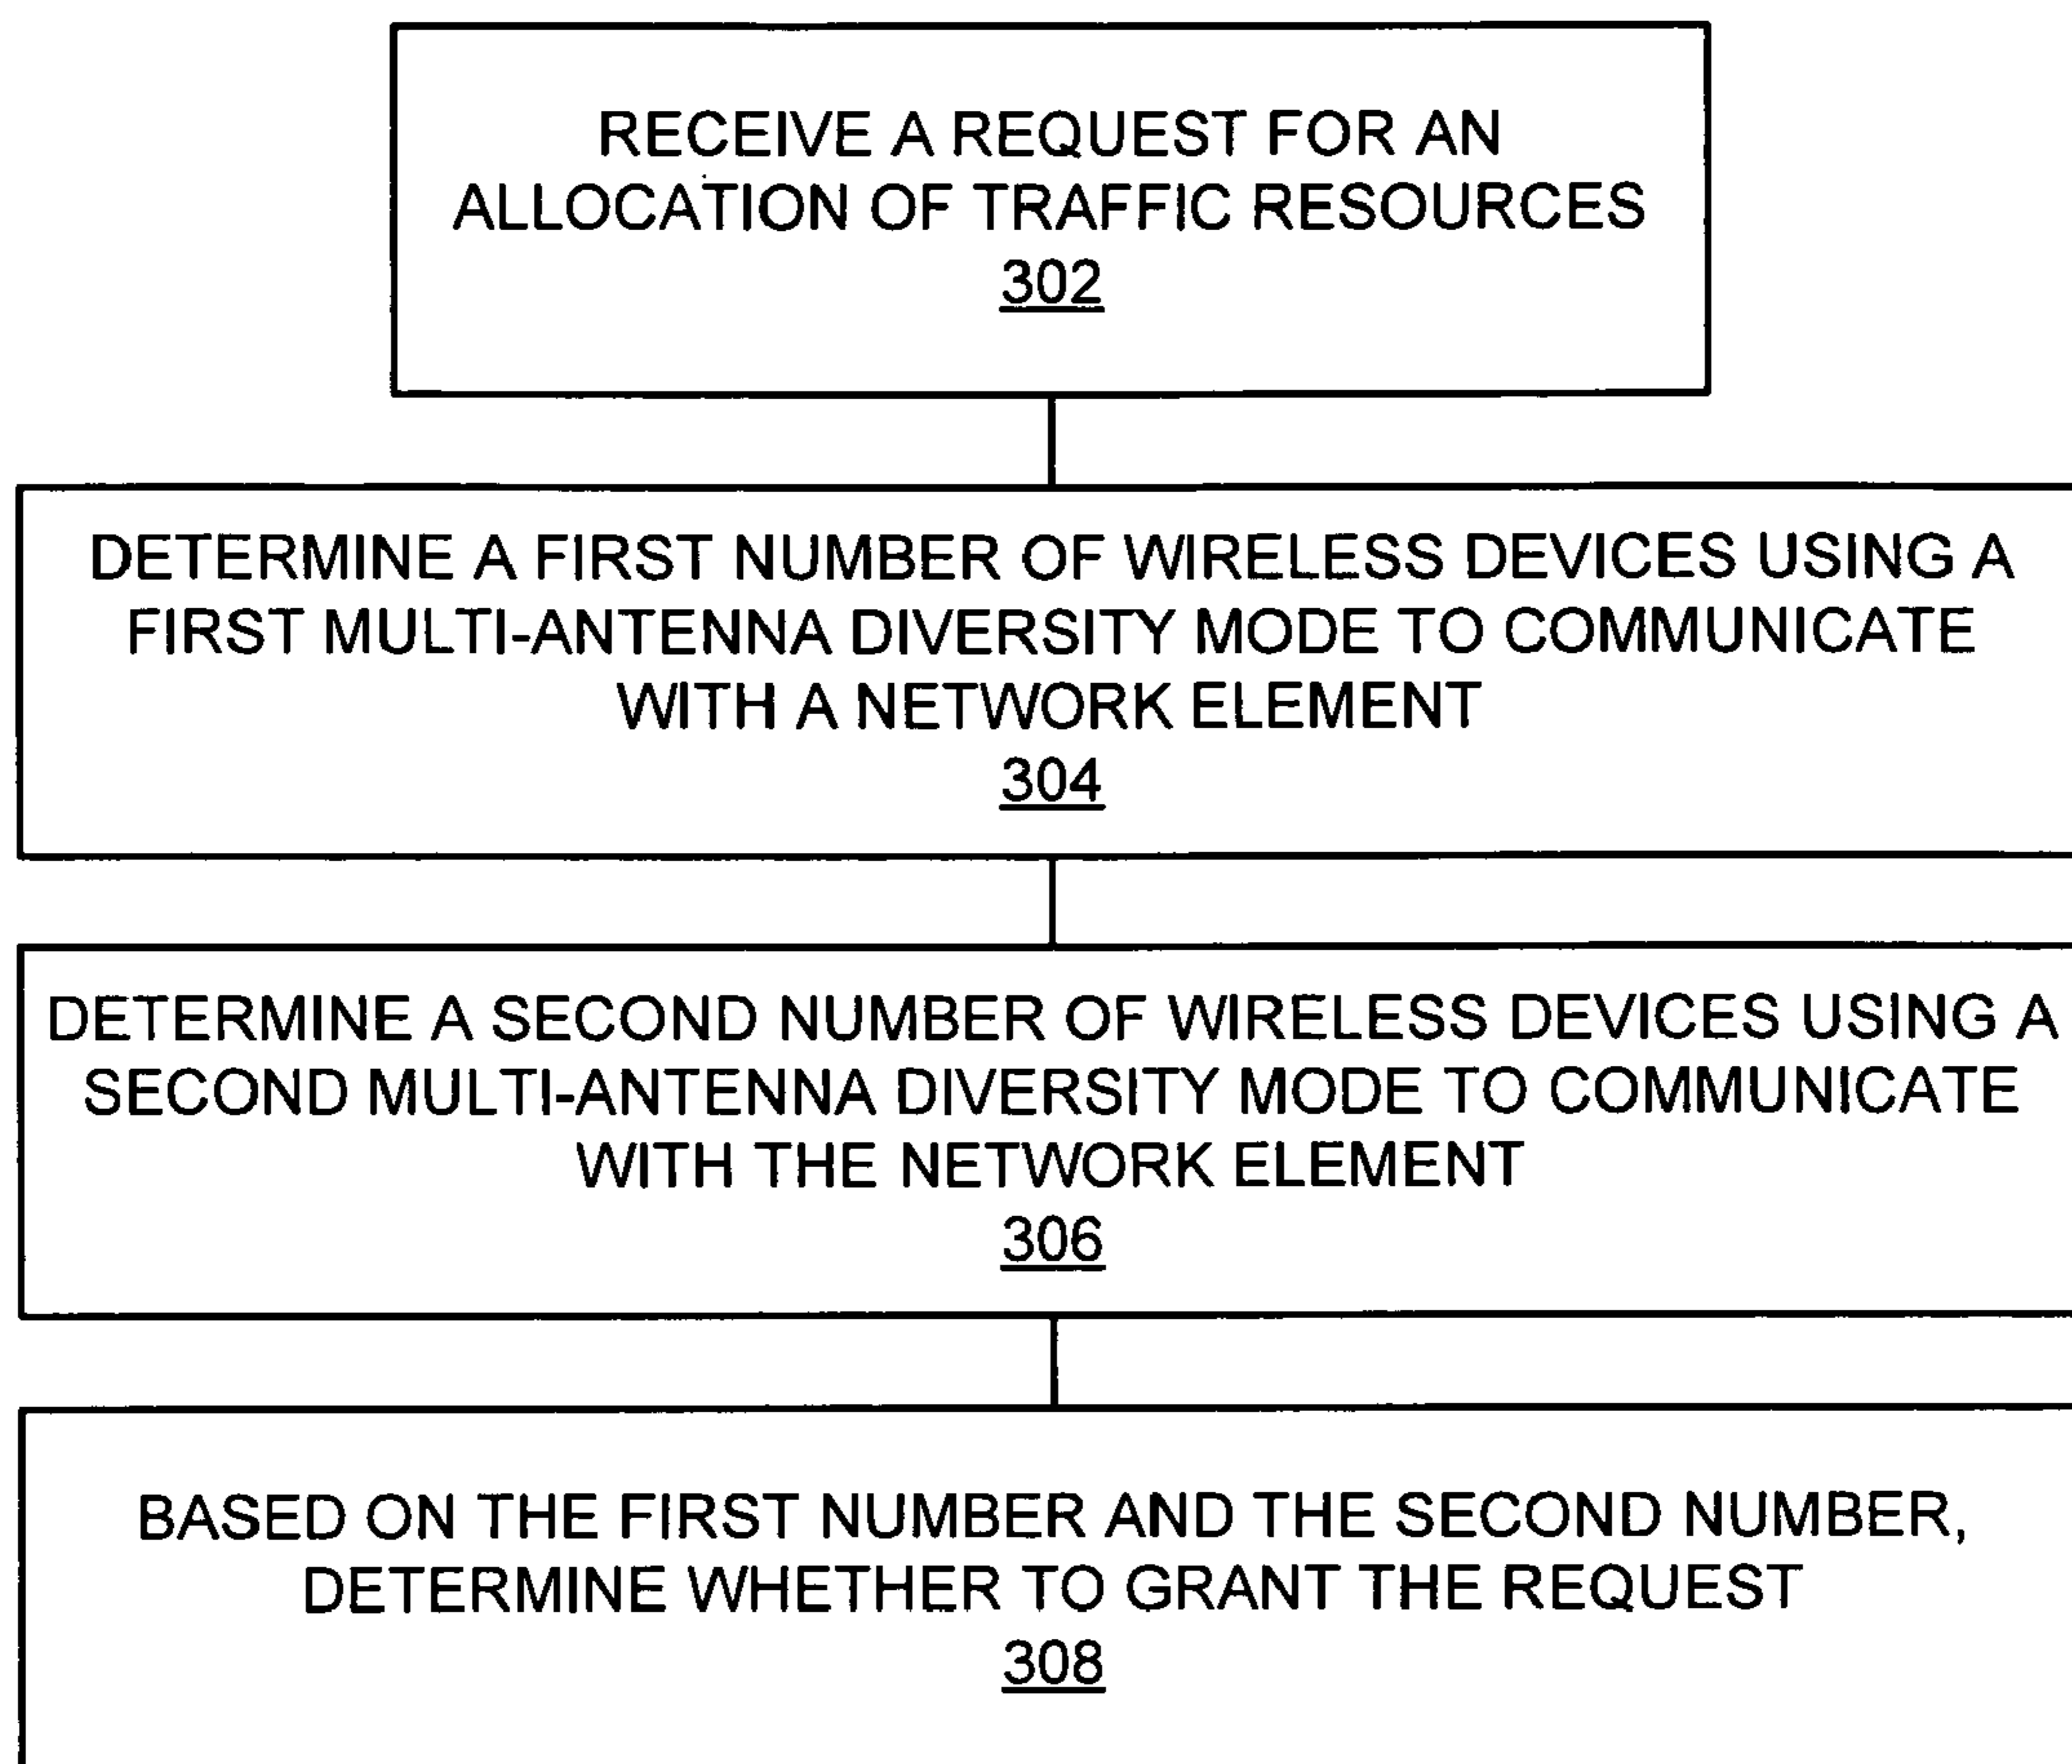 RECEIVE A REQUEST FOR AN
ALLOCATION OF TRAFFIC RESOURCES
302
DETERMINE A FIRST NUMBER OF WIRELESS DEVICES USING A
FIRST MULTI-ANTENNA DIVERSITY MODE TO COMMUNICATE
WITH A NETWORK ELEMENT
304
DETERMINE A SECOND NUMBER OF WIRELESS DEVICES USING A
SECOND MULTI-ANTENNA DIVERSITY MODE TO COMMUNICATE
WITH THE NETWORK ELEMENT
306
BASED ON THE FIRST NUMBER AND THE SECOND NUMBER,
DETERMINE WHETHER TO GRANT THE REQUEST
308